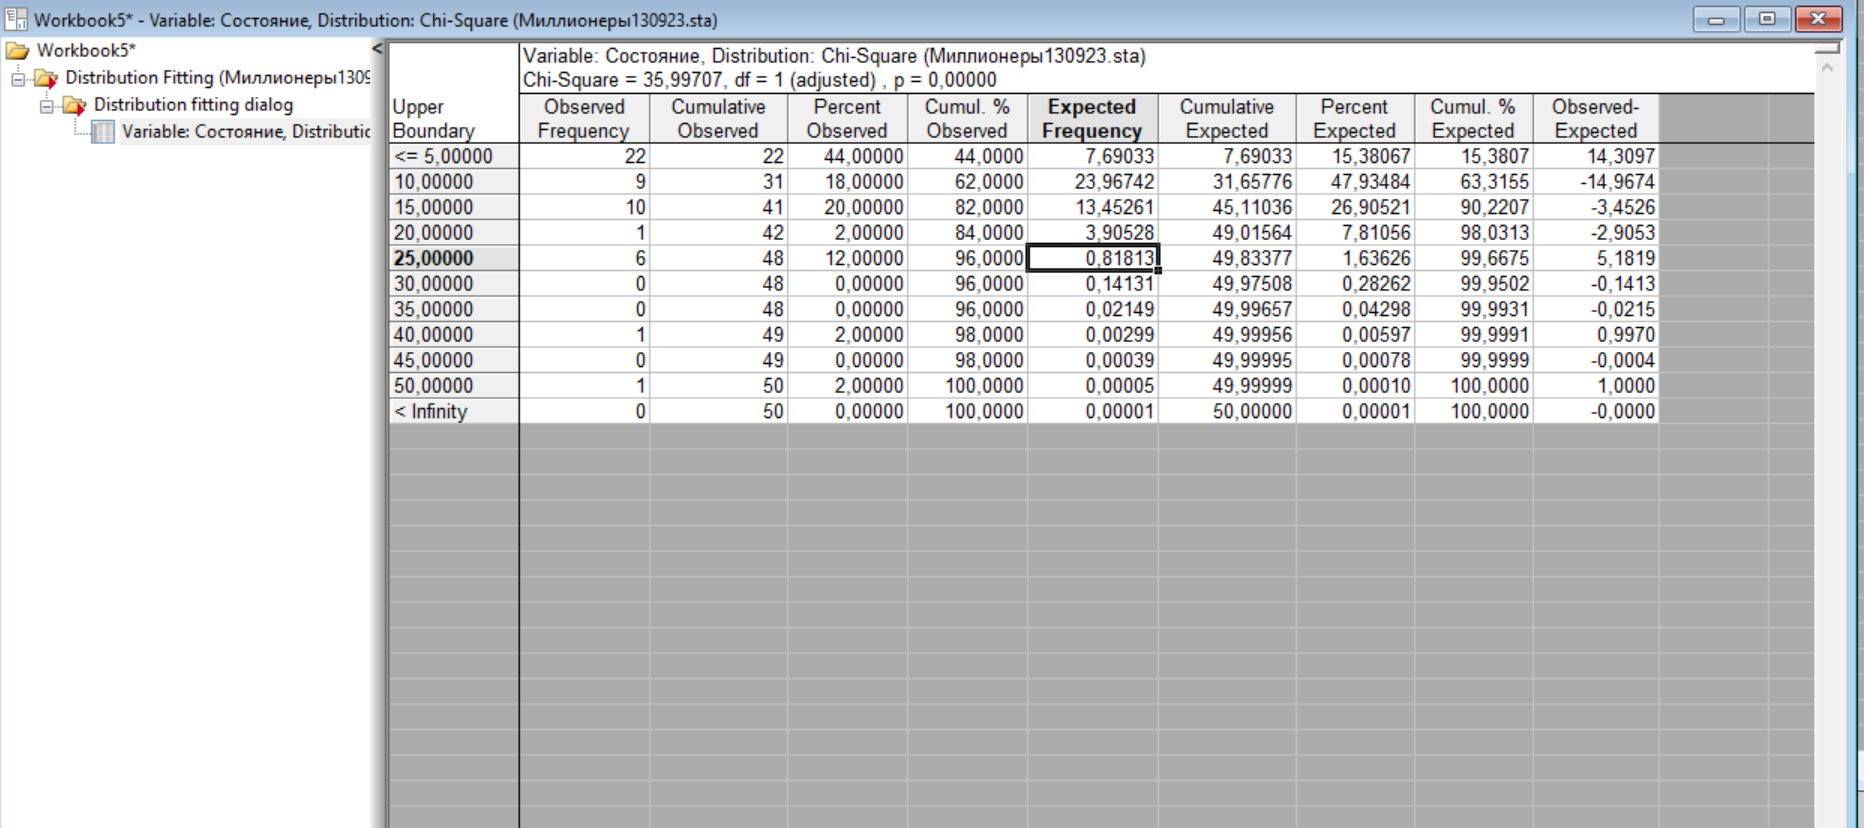 Workbook5* - Variable: Состояние, Distribution: Chi-Square (Миллионеры130923.sta)
Workbook5*
Distribution Fitting (Миллионеры1309
Distribution fitting dialog
Variable: Состояние, Distributic
<
Variable: Состояние, Distribution: Chi-Square (Миллионеры130923.sta)
Chi-Square = 35,99707, df = 1 (adjusted) , p = 0,00000
Upper Boundary Observed Frequency Cumulative Observed Percent Observed Cumul. % Observed Expected Frequency Cumulative Expected Percent Expected Cumul. % Expected Observed- Expected
<= 5,00000 22 22 44,00000 44,0000 7,69033 7,69033 15,38067 15,3807 14,3097
10,00000 9 31 18,00000 62,0000 23,96742 31,65776 47,93484 63,3155 -14,9674
15,00000 10 41 20,00000 82,0000 13,45261 45,11036 26,90521 90,2207 -3,4526
20,00000 1 42 2,00000 84,0000 3,90528 49,01564 7,81056 98,0313 -2,9053
25,00000 6 48 12,00000 96,0000 0,81813 49,83377 1,63626 99,6675 5,1819
30,00000 0 48 0,00000 96,0000 0,14131 49,97508 0,28262 99,9502 -0,1413
35,00000 0 48 0,00000 96,0000 0,02149 49,99657 0,04298 99,9931 -0,0215
40,00000 1 49 2,00000 98,0000 0,00299 49,99956 0,00597 99,9991 0,9970
45,00000 0 49 0,00000 98,0000 0,00039 49,99995 0,00078 99,9999 -0,0004
50,00000 1 50 2,00000 100,0000 0,00005 49,99999 0,00010 100,0000 1,0000
< Infinity 0 50 0,00000 100,0000 0,00001 50,00000 0,00001 100,0000 -0,0000